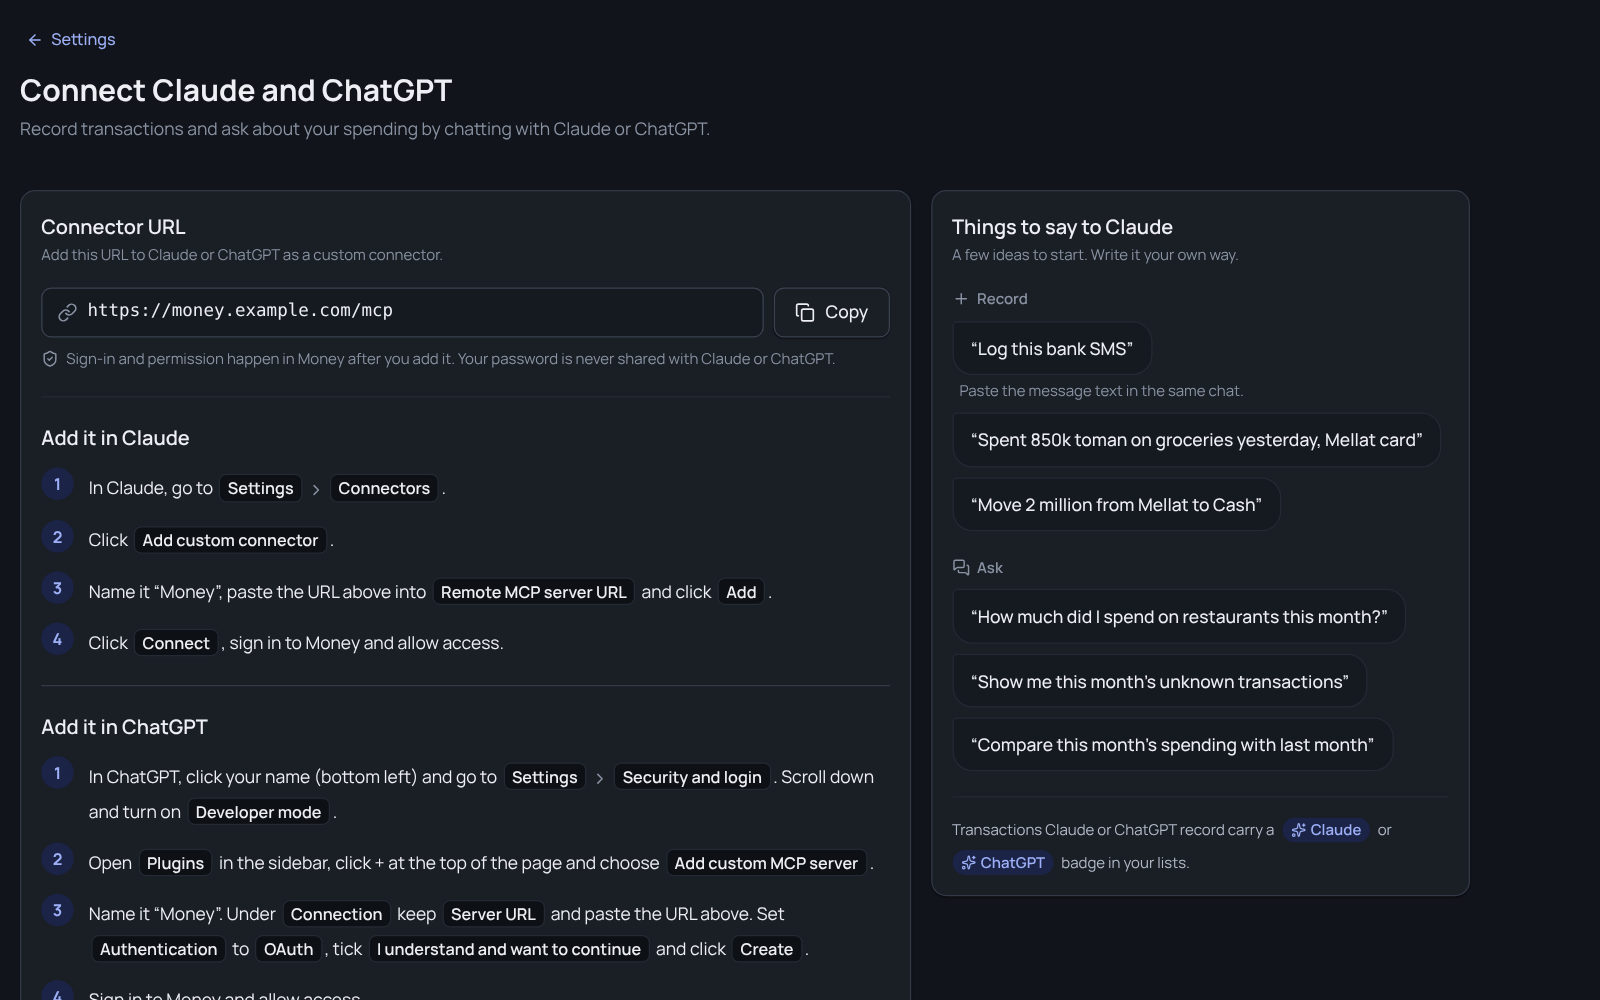 Settings
Connect Claude and ChatGPT
Record transactions and ask about your spending by chatting with Claude or ChatGPT.
Connector URL
Add this URL to Claude or ChatGPT as a custom connector.
https://money.example.com/mcp
Copy
Sign-in and permission happen in Money after you add it. Your password is never shared with Claude or ChatGPT.
Add it in Claude
1 In Claude, go to Settings > Connectors .
2 Click Add custom connector .
3 Name it “Money”, paste the URL above into Remote MCP server URL and click Add .
4 Click Connect , sign in to Money and allow access.
Add it in ChatGPT
1 In ChatGPT, click your name (bottom left) and go to Settings > Security and login . Scroll down
and turn on Developer mode .
2 Open Plugins in the sidebar, click + at the top of the page and choose Add custom MCP server .
3 Name it “Money”. Under Connection keep Server URL and paste the URL above. Set
Authentication to OAuth , tick I understand and want to continue and click Create .
4 Sign in to Money and allow access.
Things to say to Claude
A few ideas to start. Write it your own way.
Record
“Log this bank SMS”
Paste the message text in the same chat.
“Spent 850k toman on groceries yesterday, Mellat card”
“Move 2 million from Mellat to Cash”
Ask
“How much did I spend on restaurants this month?”
“Show me this month’s unknown transactions”
“Compare this month’s spending with last month”
Transactions Claude or ChatGPT record carry a Claude or
ChatGPT badge in your lists.